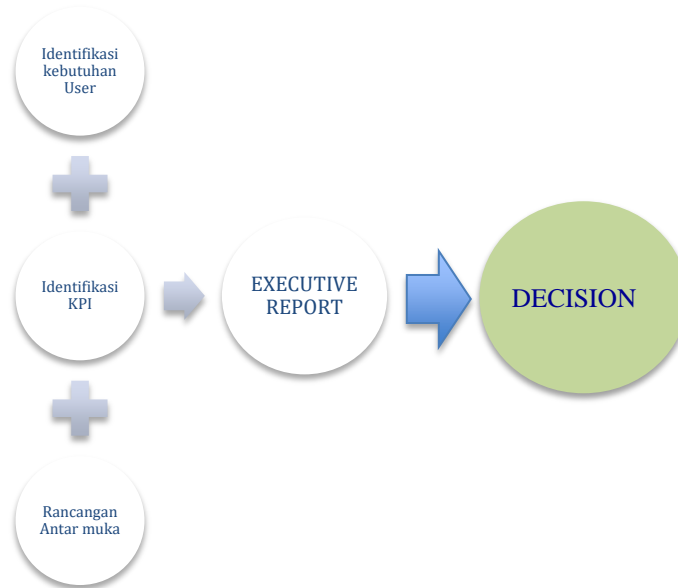 Identifikasi
kebutuhan
User
Identifikasi
KPI
EXECUTIVE
REPORT
DECISION
Rancangan
Antar muka